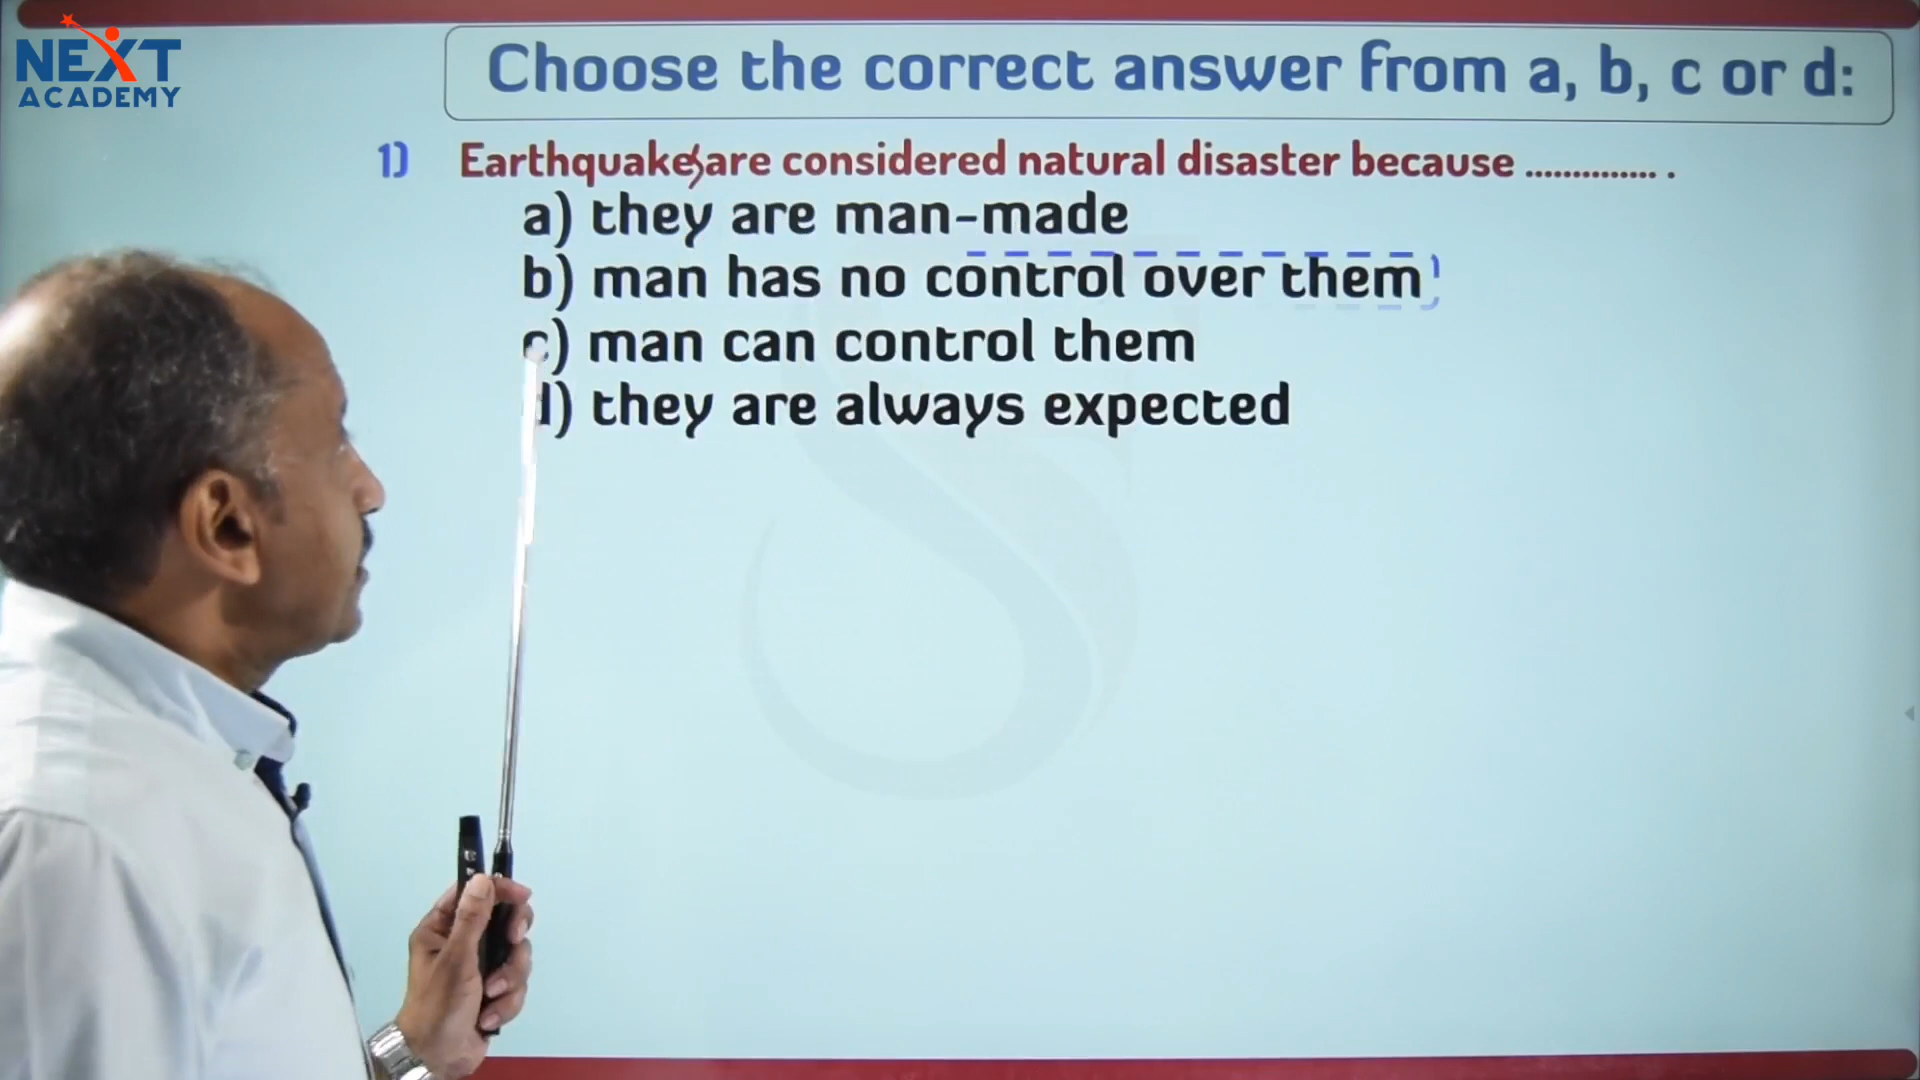 NEXT
ACADEMY
Choose the correct answer from a, b, c or d:
1) Earthquakes are considered natural disaster because .............. .
a) they are man-made
b) man has no control over them
c) man can control them
d) they are always expected